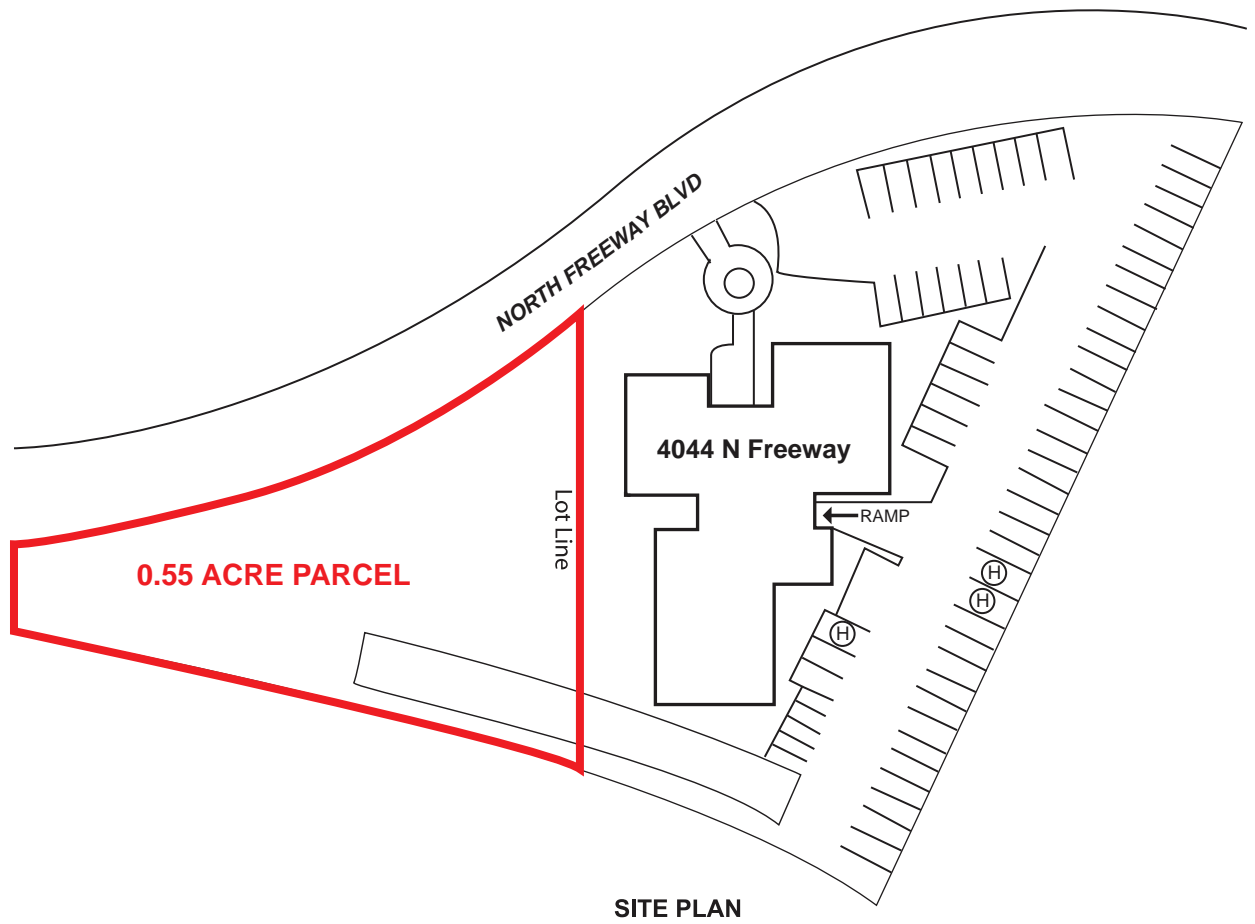 NORTH FREEWAY BLVD
4044 N Freeway
Lot Line
RAMP
0.55 ACRE PARCEL
H
H
H
SITE PLAN